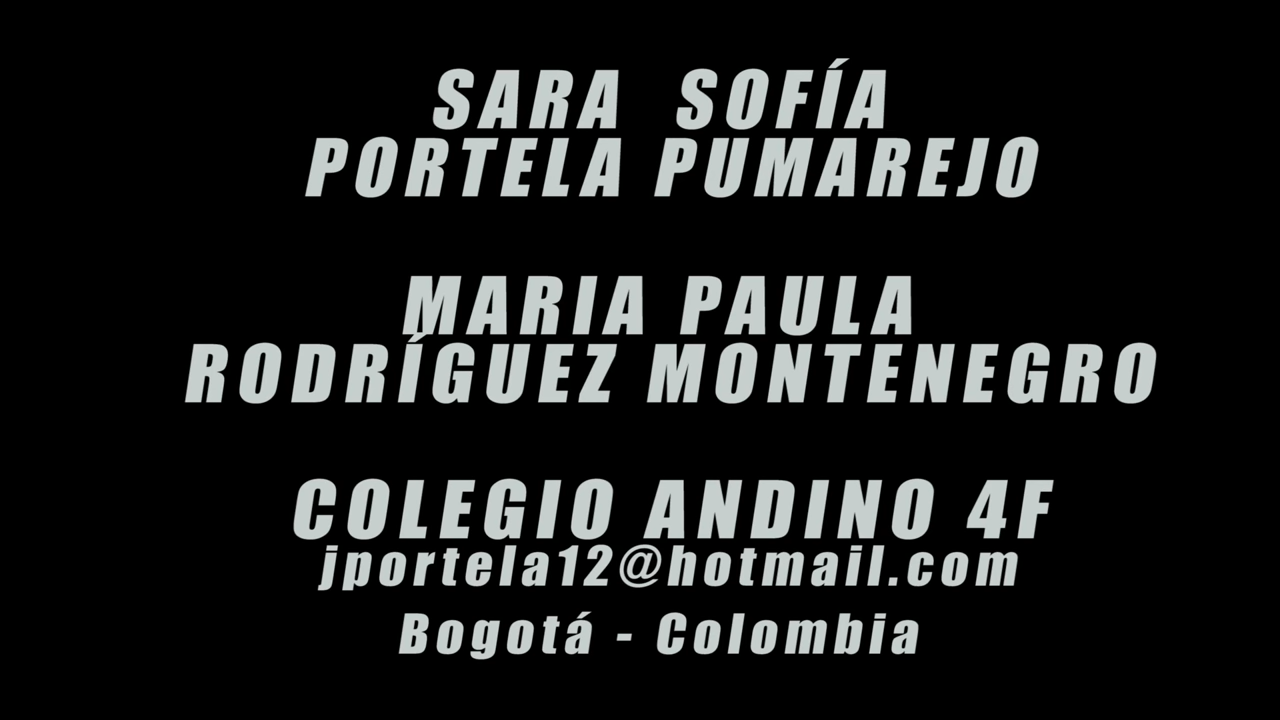 SARA SOFÍA
PORTELA PUMAREJO
MARIA PAULA
RODRÍGUEZ MONTENEGRO
COLEGIO ANDINO 4F
jportela12@hotmail.com
Bogotá - Colombia